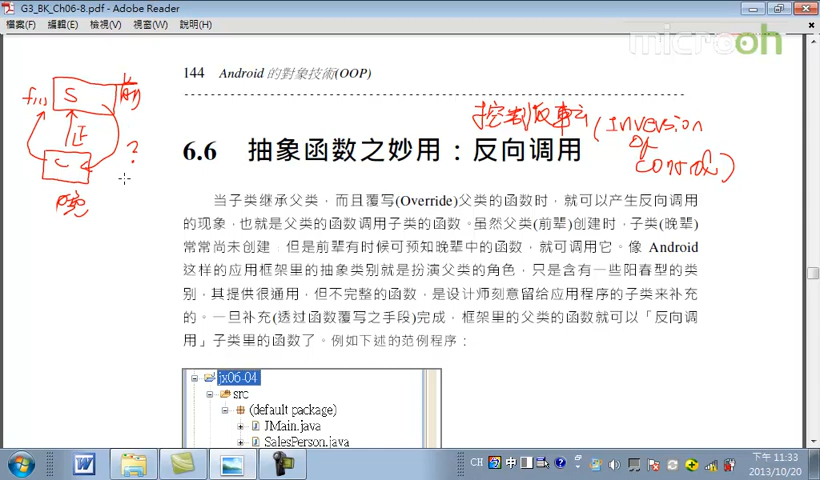 G3_BK_Ch06-8.pdf - Adobe Reader
檔案(F) 編輯(E) 檢視(V) 視窗(W) 說明(H)
microoh
144 Android 的對象技術(OOP)
控制反轉
(Inversion
of
Control)
f()
S
前
正
C
?
晚
6.6 抽象函数之妙用：反向调用
当子类继承父类，而且覆写(Override)父类的函数时，就可以产生反向调用
的现象，也就是父类的函数调用子类的函数。虽然父类(前辈)创建时，子类(晚辈)
常常尚未创建，但是前辈有时候可预知晚辈中的函数，就可调用它。像 Android
这样的应用框架里的抽象类别就是扮演父类的角色，只是含有一些阳春型的类
别，其提供很通用，但不完整的函数，是设计师刻意留给应用程序的子类来补充
的。一旦补充(透过函数覆写之手段)完成，框架里的父类的函数就可以「反向调
用」子类里的函数了。例如下述的范例程序：
jx06-04
src
(default package)
JMain.java
SalesPerson.java
CH 中
下午 11:33
2013/10/20